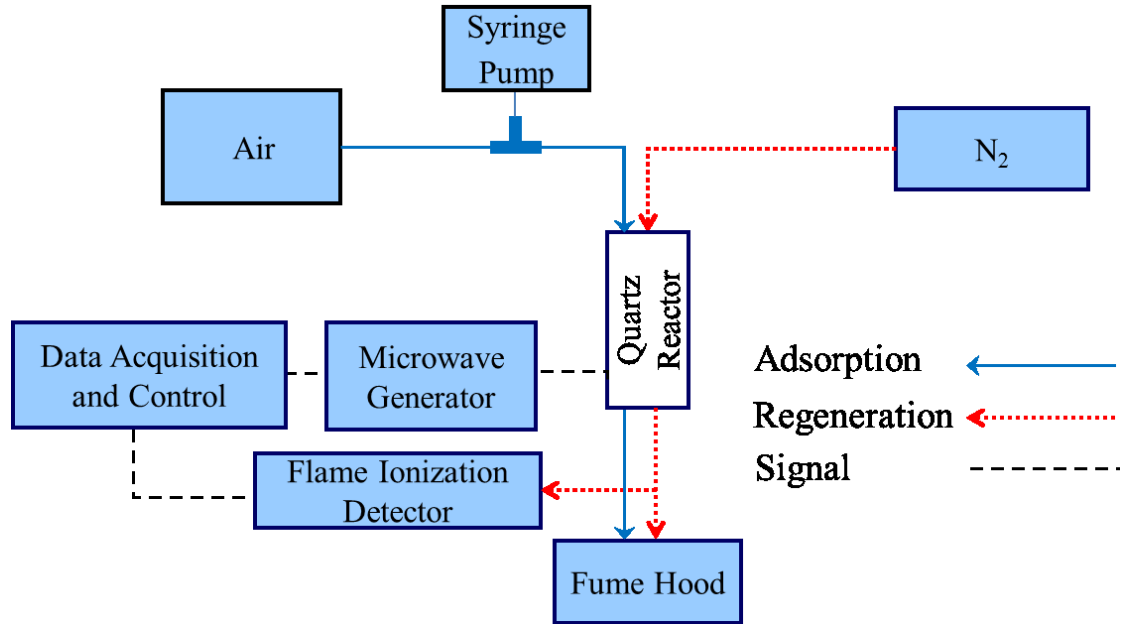 Syringe
Pump
Air
N₂
Quartz
Reactor
Data Acquisition
and Control
Microwave
Generator
Adsorption
Regeneration
Signal
Flame Ionization
Detector
Fume Hood